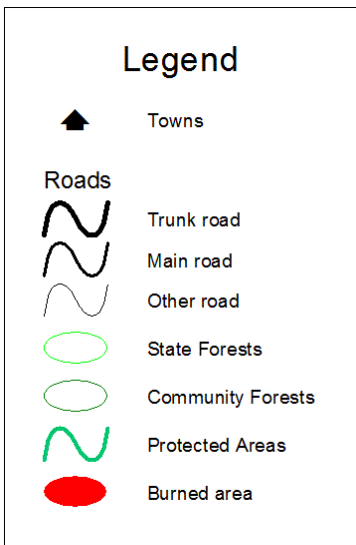 Legend
Towns
Roads
Trunk road
Main road
Other road
State Forests
Community Forests
Protected Areas
Burned area